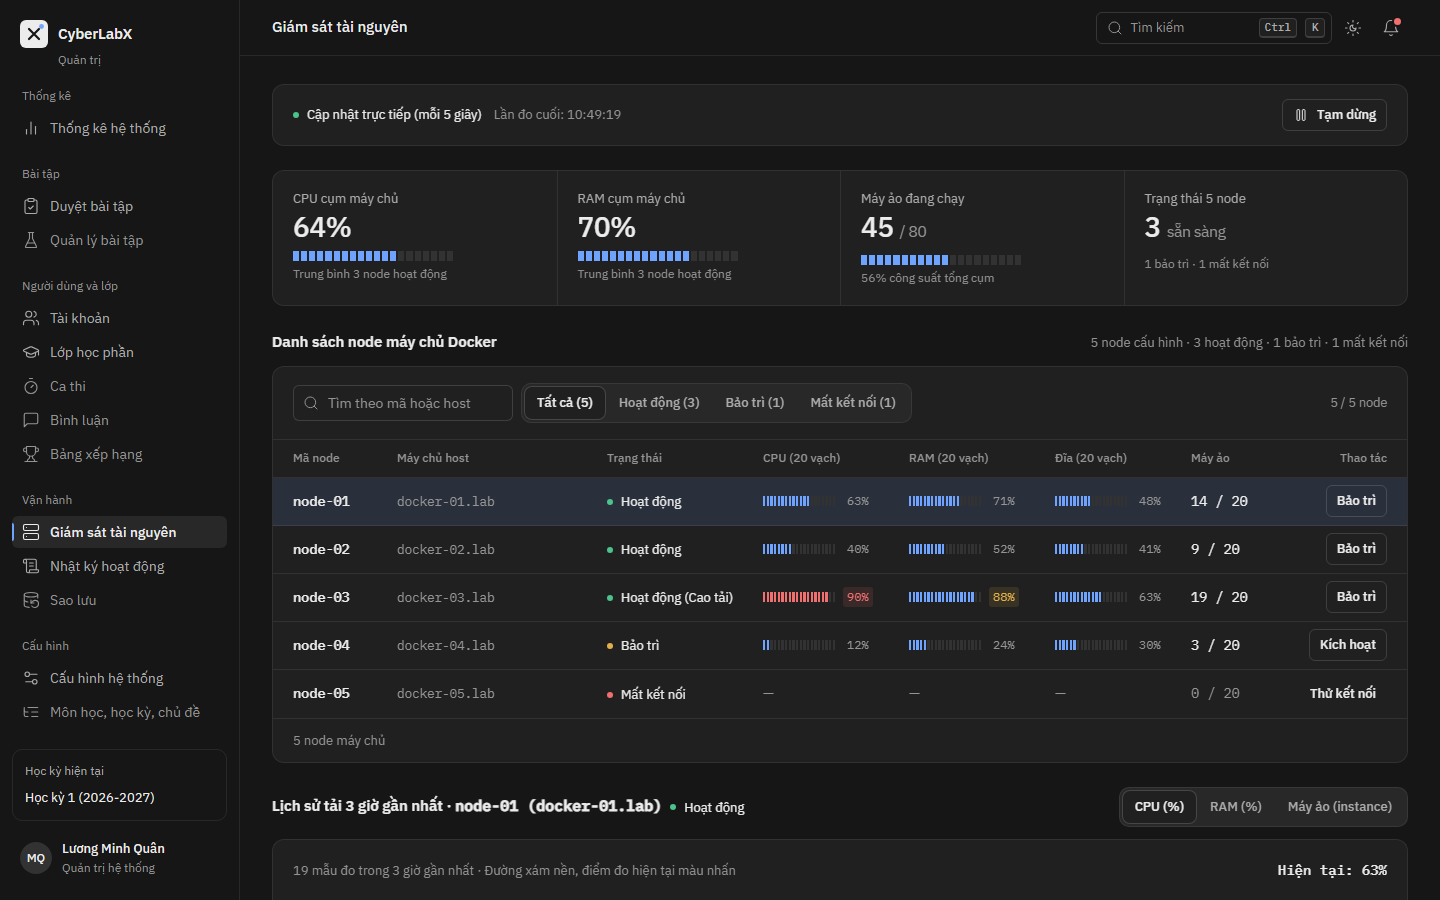 CyberLabX
Quản trị
Thống kê
Thống kê hệ thống
Bài tập
Duyệt bài tập
Quản lý bài tập
Người dùng và lớp
Tài khoản
Lớp học phần
Ca thi
Bình luận
Bảng xếp hạng
Vận hành
Giám sát tài nguyên
Nhật ký hoạt động
Sao lưu
Cấu hình
Cấu hình hệ thống
Môn học, học kỳ, chủ đề
Học kỳ hiện tại
Học kỳ 1 (2026-2027)
MQ
Lương Minh Quân
Quản trị hệ thống
Giám sát tài nguyên
Tìm kiếm Ctrl K
Cập nhật trực tiếp (mỗi 5 giây) Lần đo cuối: 10:49:19
Tạm dừng
CPU cụm máy chủ
64%
Trung bình 3 node hoạt động
RAM cụm máy chủ
70%
Trung bình 3 node hoạt động
Máy ảo đang chạy
45 / 80
56% công suất tổng cụm
Trạng thái 5 node
3 sẵn sàng
1 bảo trì · 1 mất kết nối
Danh sách node máy chủ Docker
5 node cấu hình · 3 hoạt động · 1 bảo trì · 1 mất kết nối
Tìm theo mã hoặc host
Tất cả (5) Hoạt động (3) Bảo trì (1) Mất kết nối (1)
5 / 5 node
Mã node Máy chủ host Trạng thái CPU (20 vạch) RAM (20 vạch) Đĩa (20 vạch) Máy ảo Thao tác
node-01 docker-01.lab Hoạt động 63% 71% 48% 14 / 20 Bảo trì
node-02 docker-02.lab Hoạt động 40% 52% 41% 9 / 20 Bảo trì
node-03 docker-03.lab Hoạt động (Cao tải) 90% 88% 63% 19 / 20 Bảo trì
node-04 docker-04.lab Bảo trì 12% 24% 30% 3 / 20 Kích hoạt
node-05 docker-05.lab Mất kết nối — — — 0 / 20 Thử kết nối
5 node máy chủ
Lịch sử tải 3 giờ gần nhất · node-01 (docker-01.lab) Hoạt động
CPU (%) RAM (%) Máy ảo (instance)
19 mẫu đo trong 3 giờ gần nhất · Đường xám nền, điểm đo hiện tại màu nhấn
Hiện tại: 63%